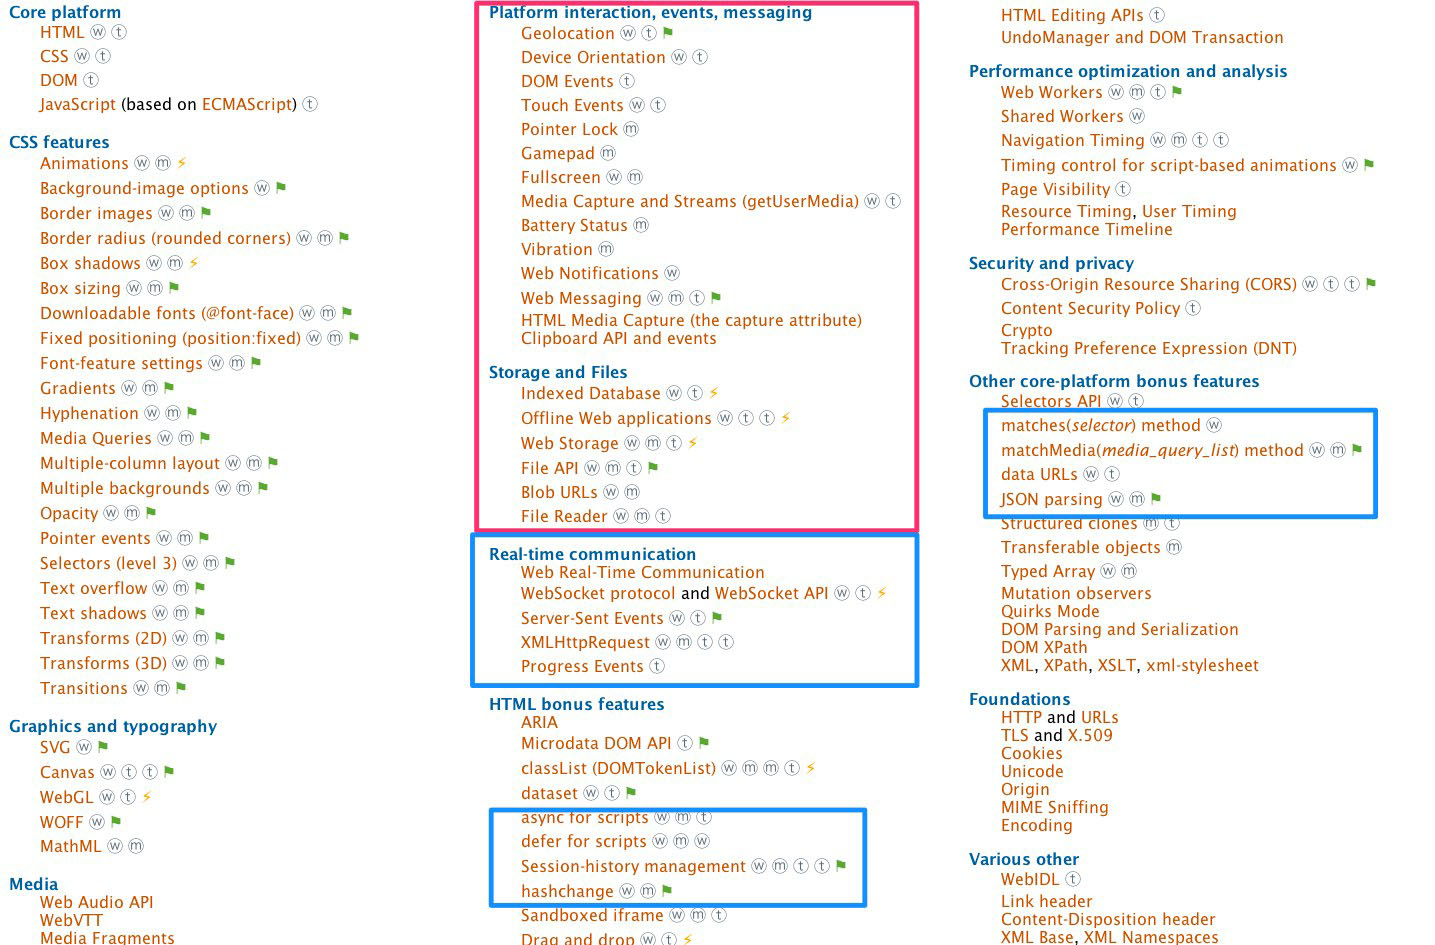 Core platform
HTML w t
CSS w t
DOM t
JavaScript (based on ECMAScript) t
CSS features
Animations w m
Background-image options w
Border images w m
Border radius (rounded corners) w m
Box shadows w m
Box sizing w m
Downloadable fonts (@font-face) w m
Fixed positioning (position:fixed) w m
Font-feature settings w m
Gradients w m
Hyphenation w m
Media Queries w m
Multiple-column layout w m
Multiple backgrounds w m
Opacity w m
Pointer events w m
Selectors (level 3) w m
Text overflow w m
Text shadows w m
Transforms (2D) w m
Transforms (3D) w m
Transitions w m
Graphics and typography
SVG w
Canvas w t t
WebGL w t
WOFF w
MathML w m
Media
Web Audio API
WebVTT
Media Fragments
Platform interaction, events, messaging
Geolocation w t
Device Orientation w t
DOM Events t
Touch Events w t
Pointer Lock m
Gamepad m
Fullscreen w m
Media Capture and Streams (getUserMedia) w t
Battery Status m
Vibration m
Web Notifications w
Web Messaging w m t
HTML Media Capture (the capture attribute)
Clipboard API and events
Storage and Files
Indexed Database w t
Offline Web applications w t t
Web Storage w m t
File API w m t
Blob URLs w m
File Reader w m t
Real-time communication
Web Real-Time Communication
WebSocket protocol and WebSocket API w t
Server-Sent Events w t
XMLHttpRequest w m t t
Progress Events t
HTML bonus features
ARIA
Microdata DOM API t
classList (DOMTokenList) w m m t
dataset w t
async for scripts w m t
defer for scripts w m w
Session-history management w m t t
hashchange w m
Sandboxed iframe w m t
Drag and drop w t
HTML Editing APIs t
UndoManager and DOM Transaction
Performance optimization and analysis
Web Workers w m t
Shared Workers w
Navigation Timing w m t t
Timing control for script-based animations w
Page Visibility t
Resource Timing, User Timing
Performance Timeline
Security and privacy
Cross-Origin Resource Sharing (CORS) w t t
Content Security Policy t
Crypto
Tracking Preference Expression (DNT)
Other core-platform bonus features
Selectors API w t
matches(selector) method w
matchMedia(media_query_list) method w m
data URLs w t
JSON parsing w m
Structured clones m t
Transferable objects m
Typed Array w m
Mutation observers
Quirks Mode
DOM Parsing and Serialization
DOM XPath
XML, XPath, XSLT, xml-stylesheet
Foundations
HTTP and URLs
TLS and X.509
Cookies
Unicode
Origin
MIME Sniffing
Encoding
Various other
WebIDL t
Link header
Content-Disposition header
XML Base, XML Namespaces